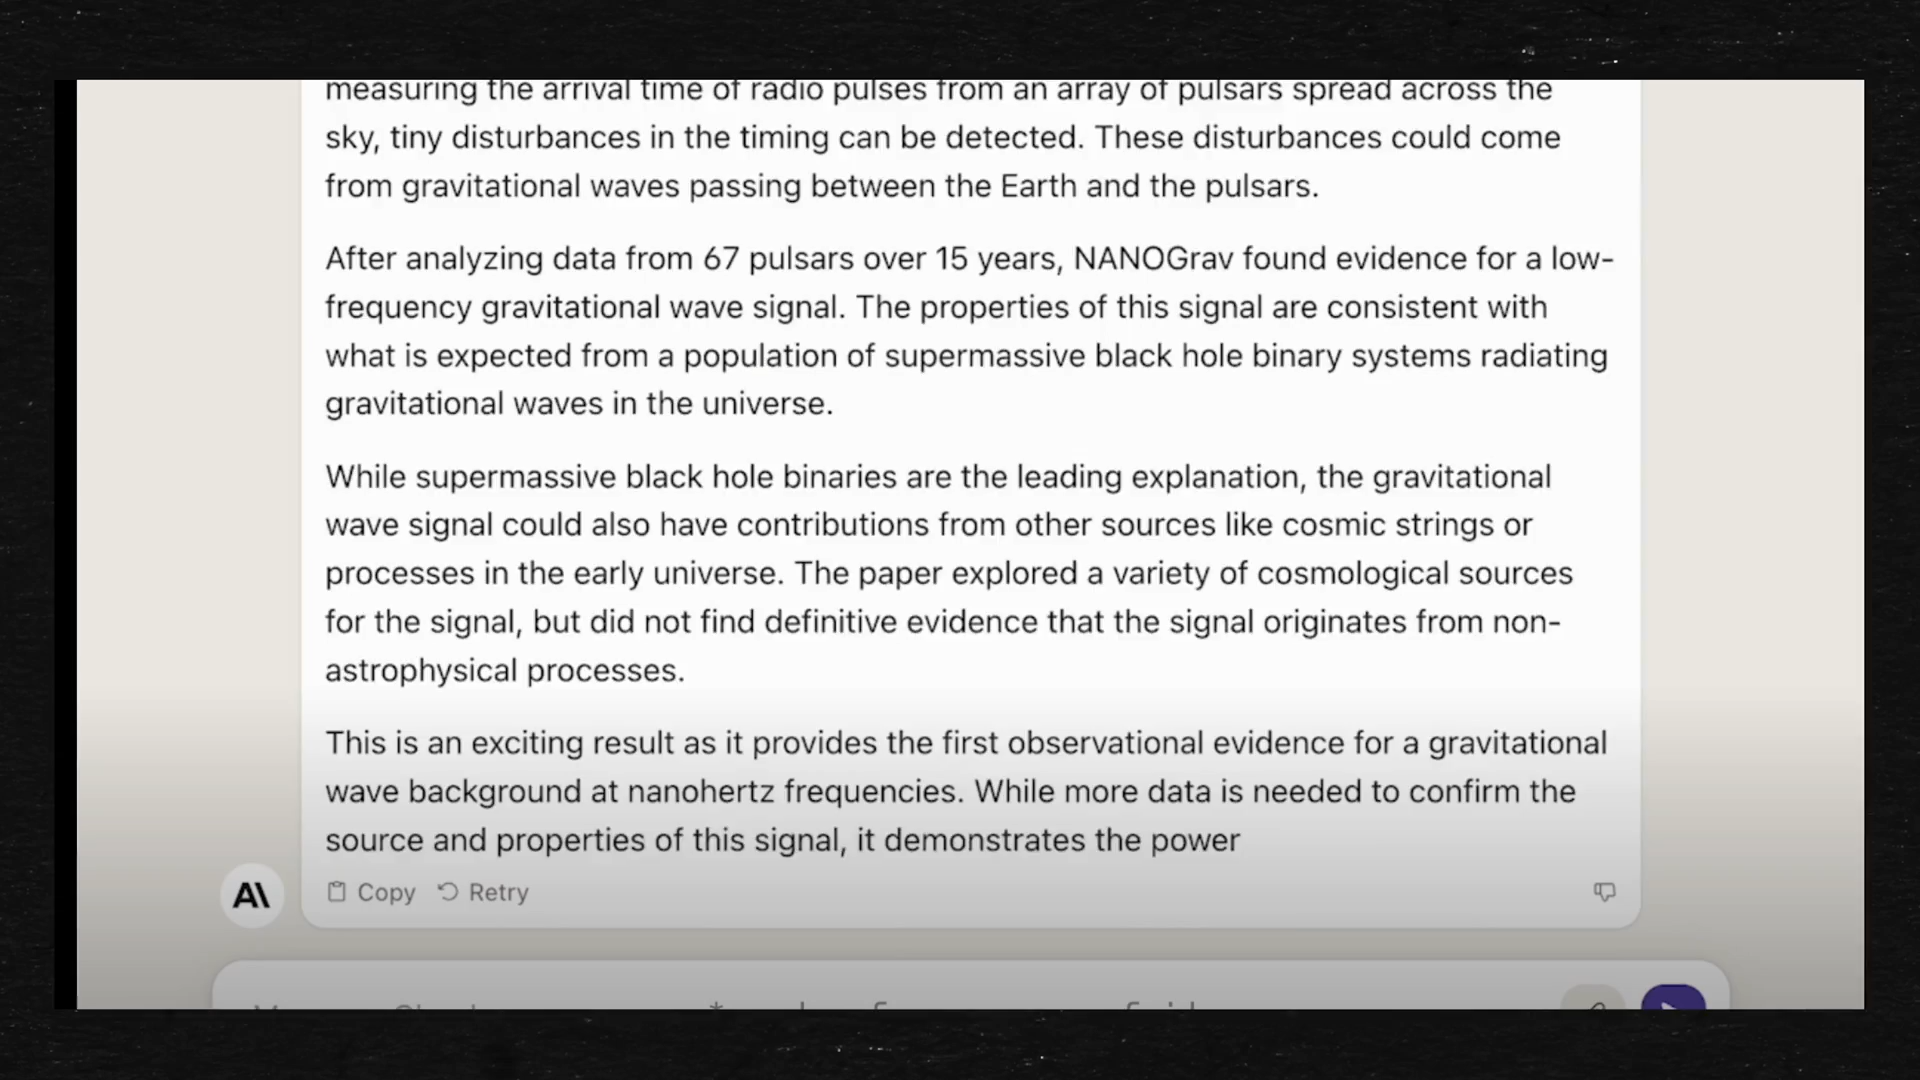 measuring the arrival time of radio pulses from an array of pulsars spread across the
sky, tiny disturbances in the timing can be detected. These disturbances could come
from gravitational waves passing between the Earth and the pulsars.
After analyzing data from 67 pulsars over 15 years, NANOGrav found evidence for a low-
frequency gravitational wave signal. The properties of this signal are consistent with
what is expected from a population of supermassive black hole binary systems radiating
gravitational waves in the universe.
While supermassive black hole binaries are the leading explanation, the gravitational
wave signal could also have contributions from other sources like cosmic strings or
processes in the early universe. The paper explored a variety of cosmological sources
for the signal, but did not find definitive evidence that the signal originates from non-
astrophysical processes.
This is an exciting result as it provides the first observational evidence for a gravitational
wave background at nanohertz frequencies. While more data is needed to confirm the
source and properties of this signal, it demonstrates the power
A\
Copy Retry